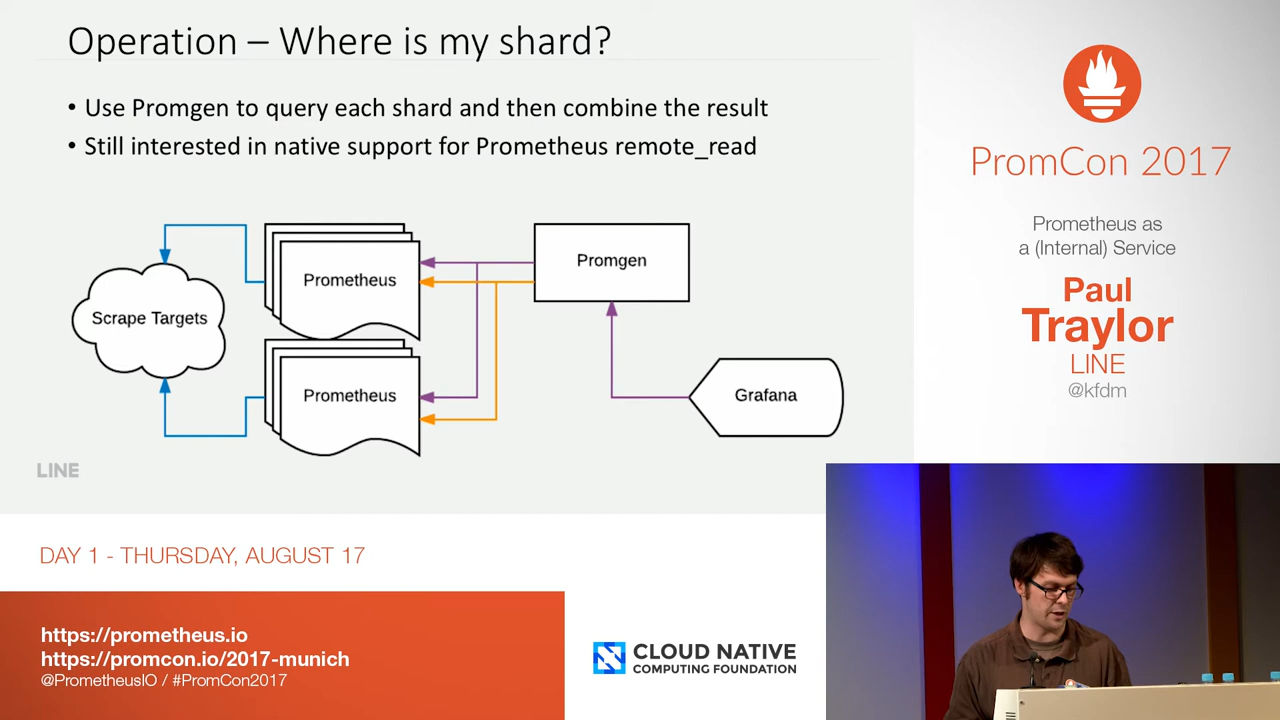 Operation – Where is my shard?
• Use Promgen to query each shard and then combine the result
• Still interested in native support for Prometheus remote_read
Scrape Targets
Prometheus
Prometheus
Promgen
Grafana
LINE
PromCon 2017
Prometheus as
a (Internal) Service
Paul
Traylor
LINE
@kfdm
DAY 1 - THURSDAY, AUGUST 17
https://prometheus.io
https://promcon.io/2017-munich
@PrometheusIO / #PromCon2017
CLOUD NATIVE
COMPUTING FOUNDATION